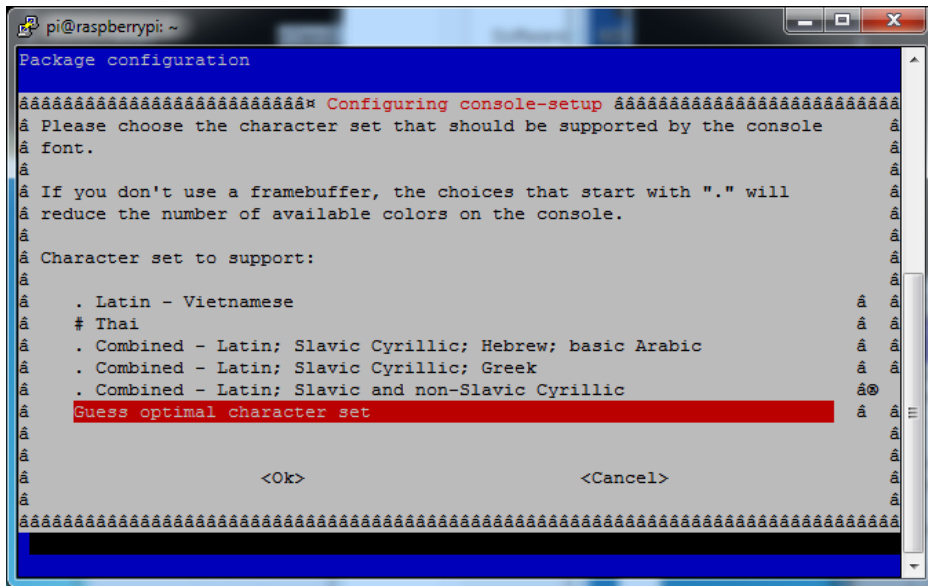 pi@raspberrypi: ~
Package configuration
ââââââââââââââââââââââââââ¤ Configuring console-setup ââââââââââââââââââââââââââ
â Please choose the character set that should be supported by the console â
â font. â
â â
â If you don't use a framebuffer, the choices that start with "." will â
â reduce the number of available colors on the console. â
â â
â Character set to support: â
â â
â . Latin - Vietnamese â â
â # Thai â â
â . Combined - Latin; Slavic Cyrillic; Hebrew; basic Arabic â â
â . Combined - Latin; Slavic Cyrillic; Greek â â
â . Combined - Latin; Slavic and non-Slavic Cyrillic â®
â Guess optimal character set â â
â â
â â
â <Ok> <Cancel> â
â â
ââââââââââââââââââââââââââââââââââââââââââââââââââââââââââââââââââââââââââââââââ